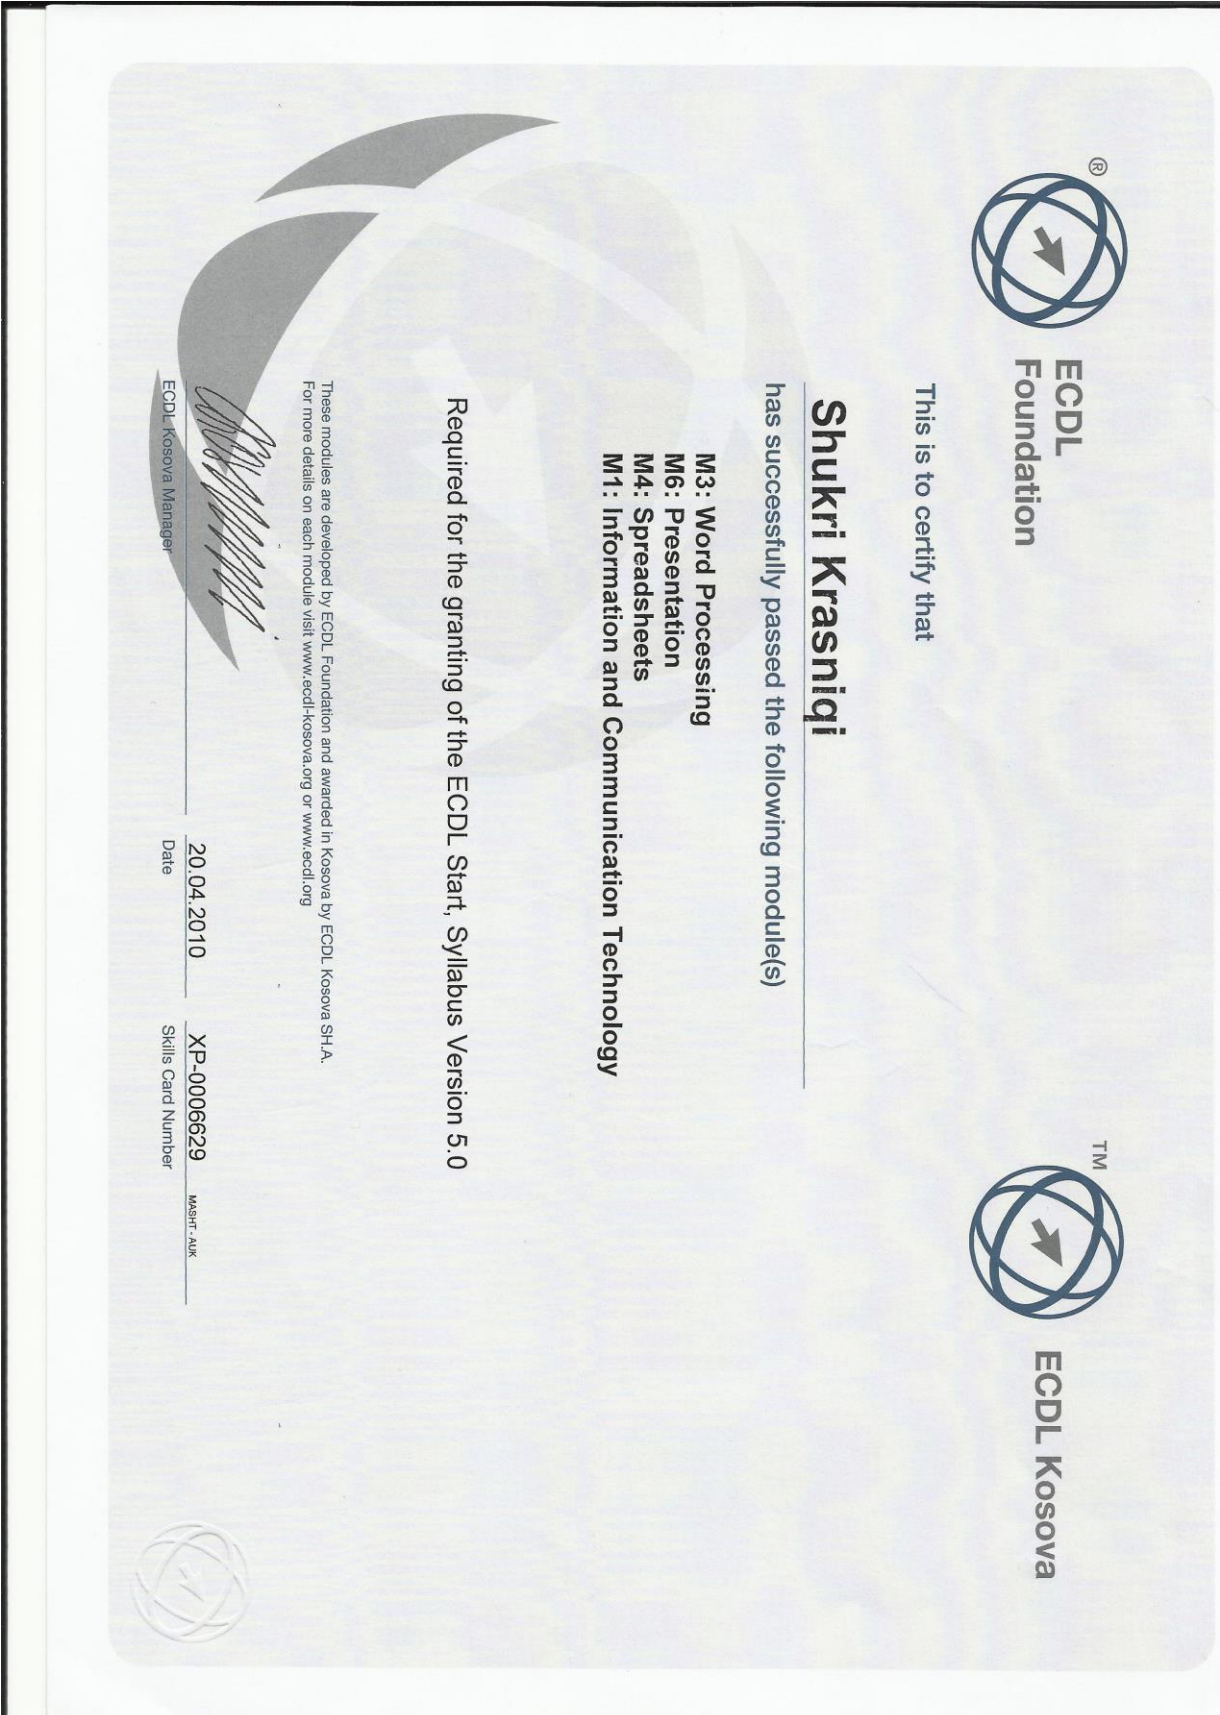 ®
ECDL
Foundation
TM
ECDL Kosova
This is to certify that
Shukri Krasniqi
has successfully passed the following module(s)
M3: Word Processing
M6: Presentation
M4: Spreadsheets
M1: Information and Communication Technology
Required for the granting of the ECDL Start, Syllabus Version 5.0
These modules are developed by ECDL Foundation and awarded in Kosova by ECDL Kosova SH.A.
For more details on each module visit www.ecdl-kosova.org or www.ecdl.org
20.04.2010
XP-0006629
MASHT - AUK
ECDL Kosova Manager
Date
Skills Card Number